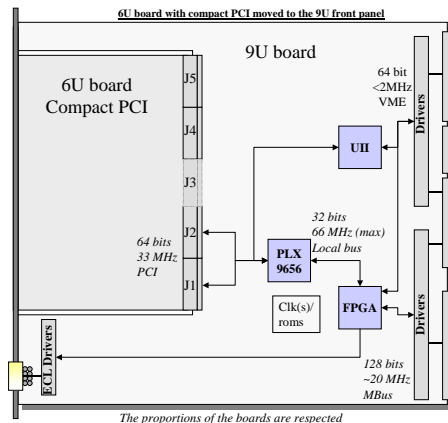 6U board with compact PCI moved to the 9U front panel
9U board
6U board
Compact PCI
J5
J4
J3
J2
J1
64 bit
<2MHz
VME
Drivers
UII
64 bits
33 MHz
PCI
32 bits
66 MHz (max)
Local bus
PLX
9656
Clk(s)/
roms
FPGA
Drivers
ECL Drivers
128 bits
~20 MHz
MBus
The proportions of the boards are respected